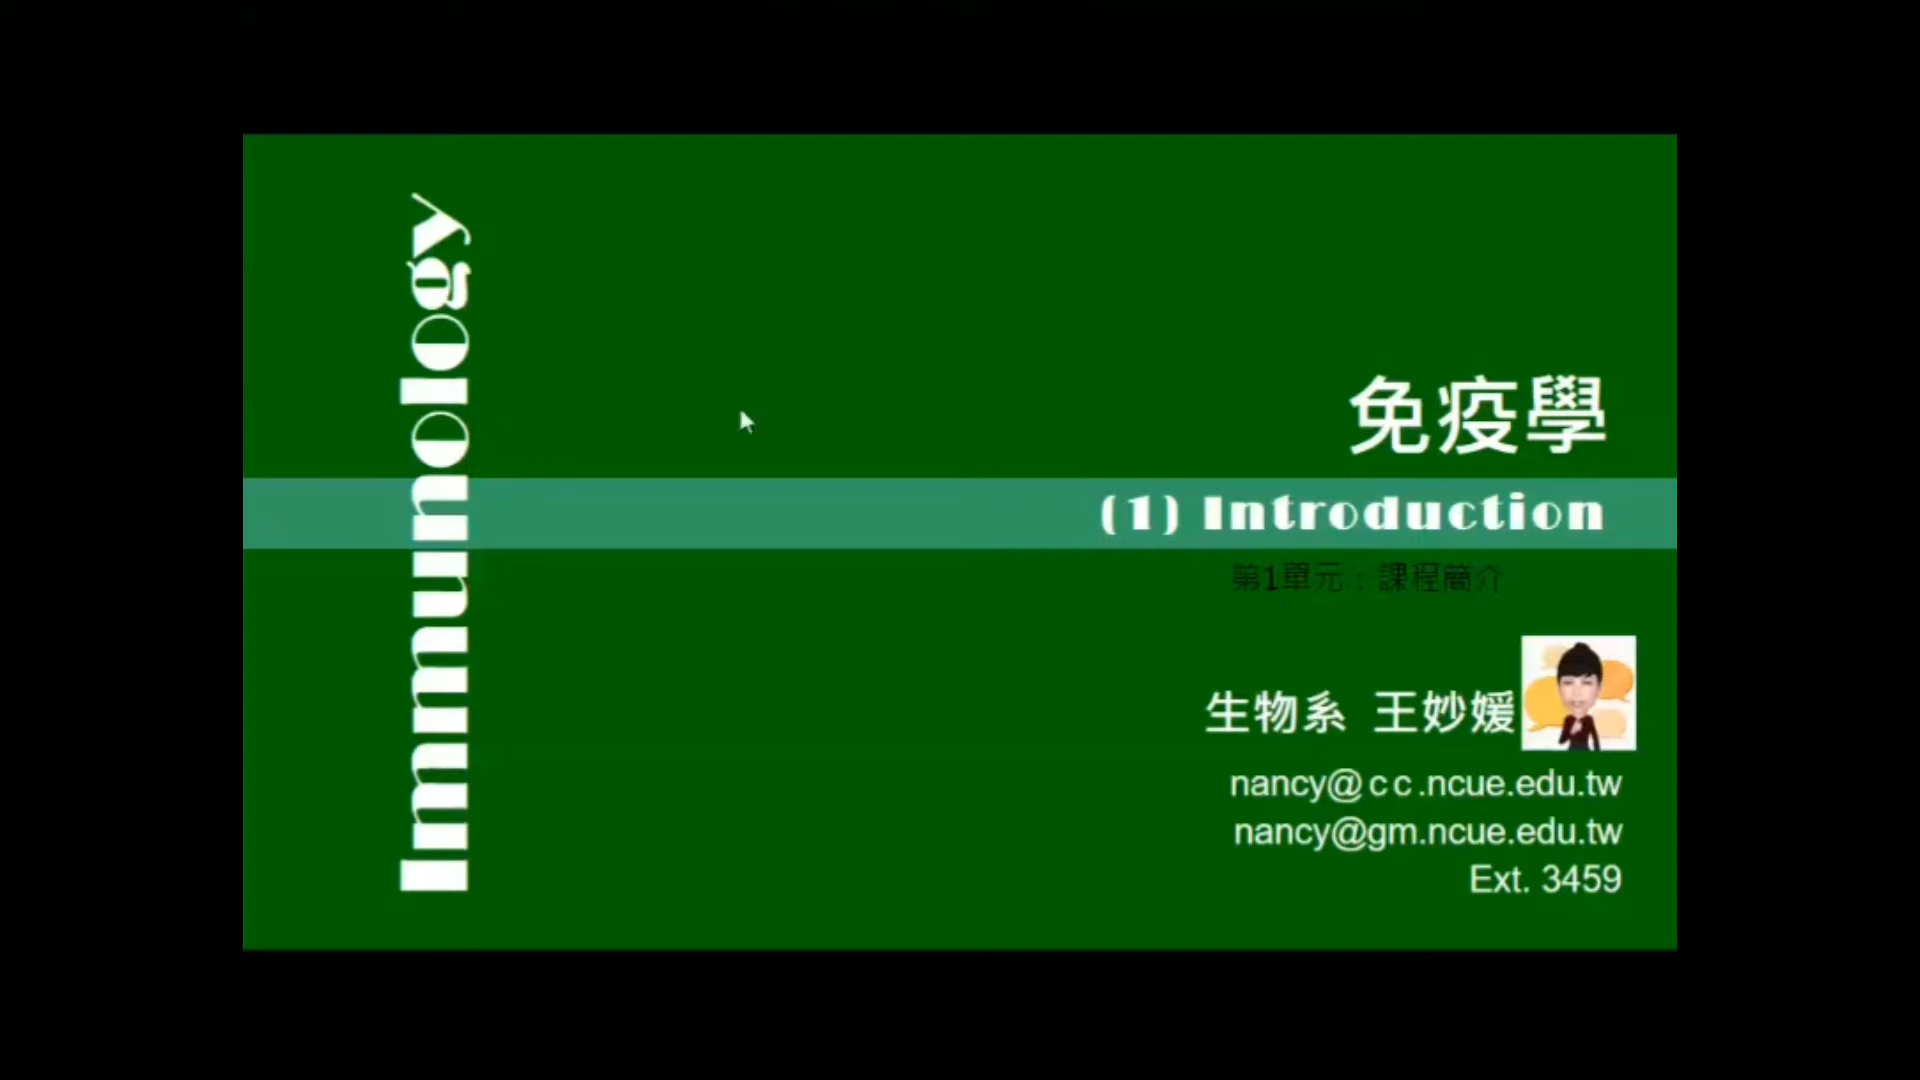 Immunology
免疫學
(1) Introduction
第1單元：課程簡介
生物系 王妙媛
nancy@cc.ncue.edu.tw
nancy@gm.ncue.edu.tw
Ext. 3459